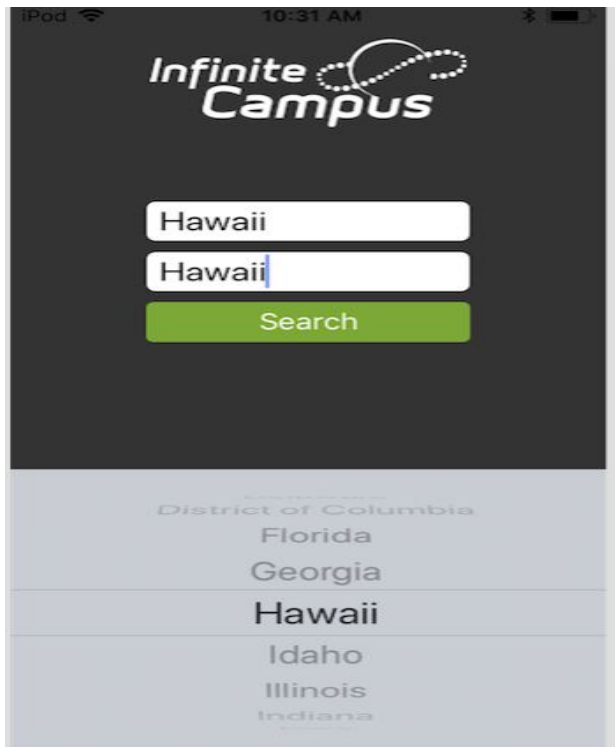 iPod 10:31 AM
Infinite
Campus
Hawaii
Hawaii
Search
District of Columbia
Florida
Georgia
Hawaii
Idaho
Illinois
Indiana